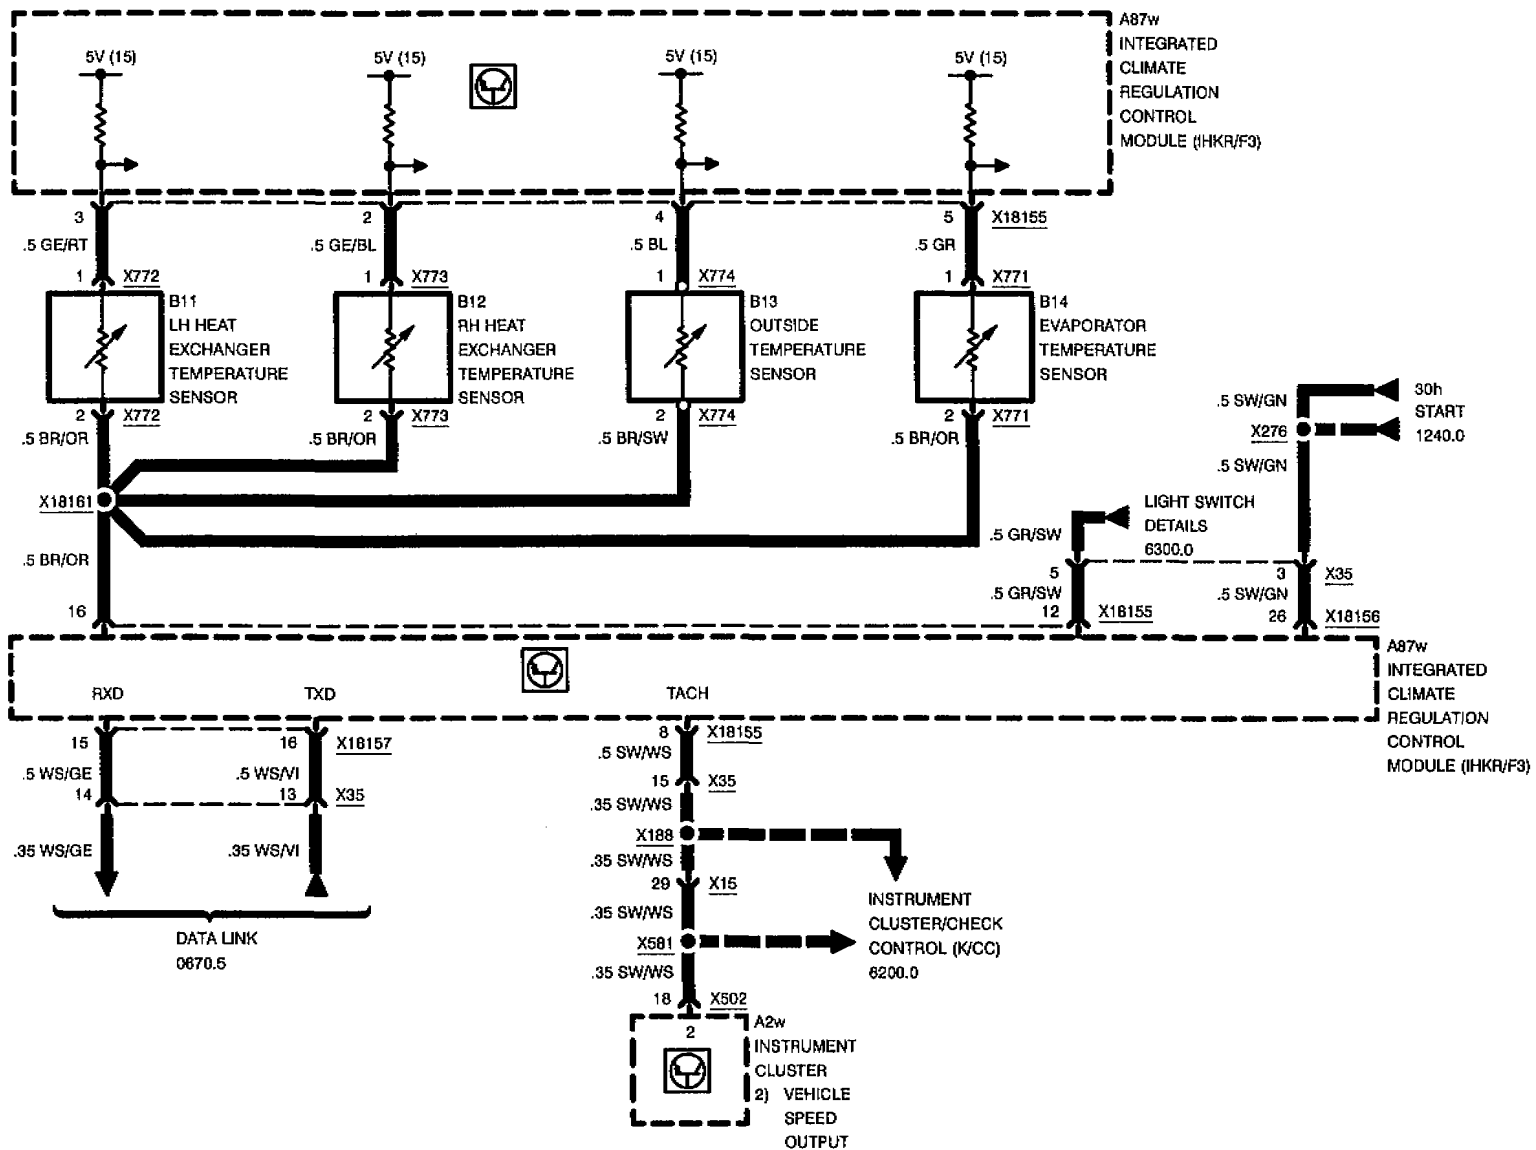 A87w
INTEGRATED
CLIMATE
REGULATION
CONTROL
MODULE (IHKR/F3)
5V (15)
5V (15)
5V (15)
5V (15)
3
2
4
5
X18155
.5 GE/RT
.5 GE/BL
.5 BL
.5 GR
1
X772
1
X773
1
X774
1
X771
B11
LH HEAT
EXCHANGER
TEMPERATURE
SENSOR
B12
RH HEAT
EXCHANGER
TEMPERATURE
SENSOR
B13
OUTSIDE
TEMPERATURE
SENSOR
B14
EVAPORATOR
TEMPERATURE
SENSOR
2
X772
2
X773
2
X774
2
X771
.5 BR/OR
.5 BR/OR
.5 BR/SW
.5 BR/OR
.5 SW/GN
30h
START
1240.0
X276
.5 SW/GN
X18161
LIGHT SWITCH
DETAILS
6300.0
.5 GR/SW
.5 BR/OR
5
3
X35
.5 GR/SW
.5 SW/GN
16
12
X18155
26
X18156
A87w
INTEGRATED
CLIMATE
REGULATION
CONTROL
MODULE (IHKR/F3)
RXD
TXD
TACH
15
16
X18157
8
X18155
.5 WS/GE
.5 WS/VI
.5 SW/WS
14
13
X35
15
X35
.35 SW/WS
X188
.35 WS/GE
.35 WS/VI
.35 SW/WS
29
X15
INSTRUMENT
CLUSTER/CHECK
CONTROL (K/CC)
6200.0
.35 SW/WS
DATA LINK
0670.5
X581
.35 SW/WS
18
X502
2
A2w
INSTRUMENT
CLUSTER
2) VEHICLE
SPEED
OUTPUT